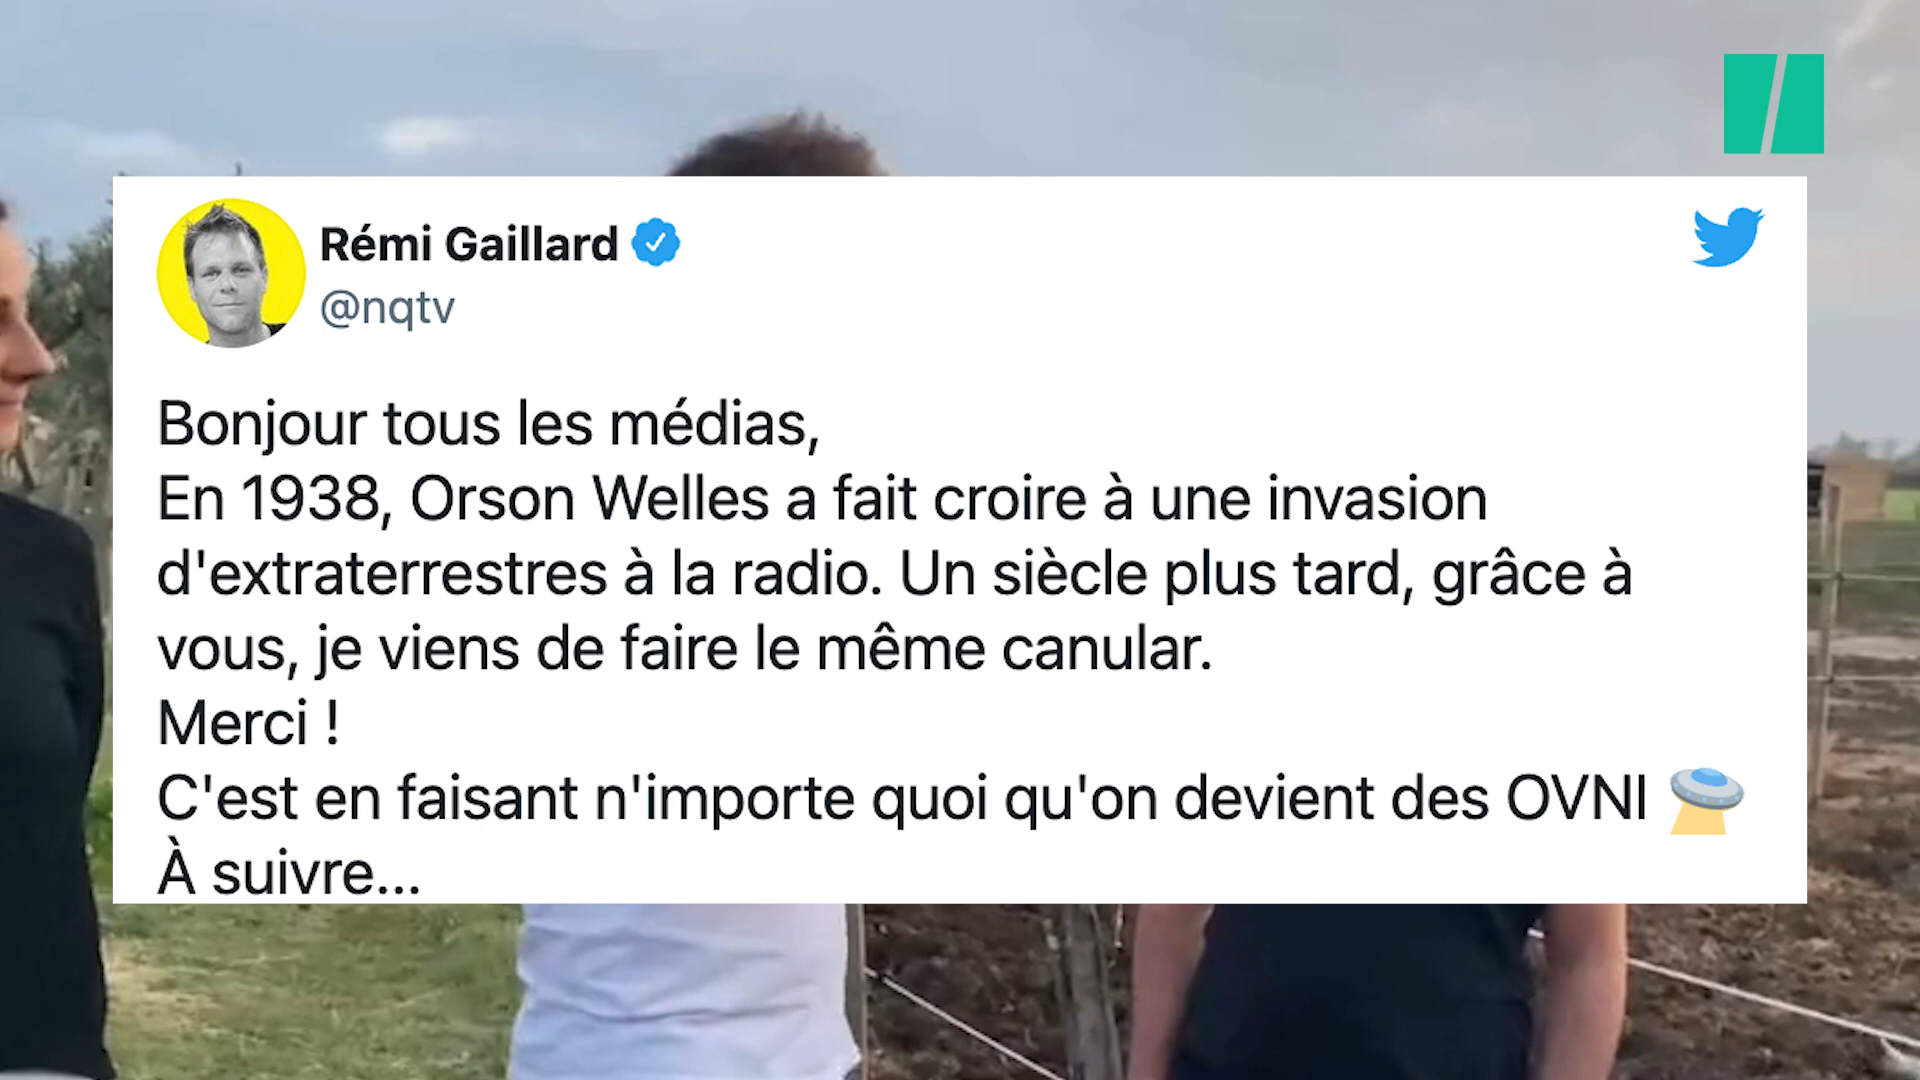 Rémi Gaillard
@nqtv
Bonjour tous les médias,
En 1938, Orson Welles a fait croire à une invasion
d'extraterrestres à la radio. Un siècle plus tard, grâce à
vous, je viens de faire le même canular.
Merci !
C'est en faisant n'importe quoi qu'on devient des OVNI 🛸
À suivre...